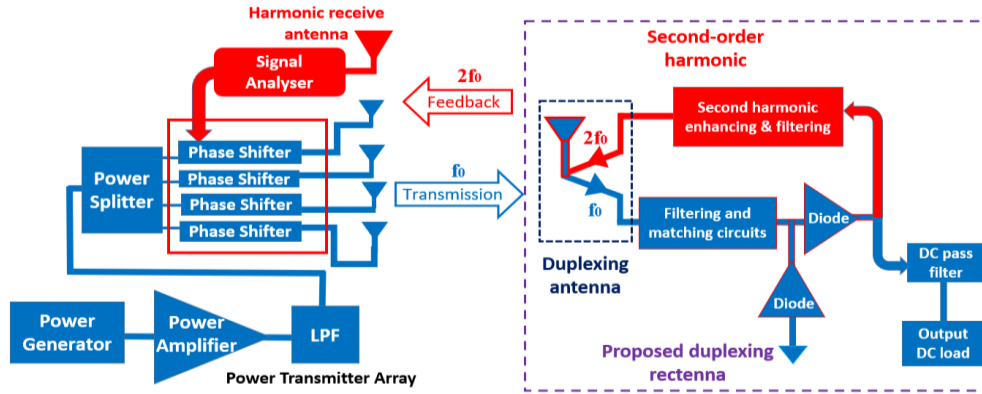 Harmonic receive
antenna
Signal
Analyser
2f₀
Feedback
Phase Shifter
Phase Shifter
Phase Shifter
Phase Shifter
Power
Splitter
f₀
Transmission
Power
Generator
Power
Amplifier
LPF
Power Transmitter Array
Second-order
harmonic
Second harmonic
enhancing & filtering
2f₀
f₀
Filtering and
matching circuits
Diode
Diode
Duplexing
antenna
DC pass
filter
Output
DC load
Proposed duplexing
rectenna